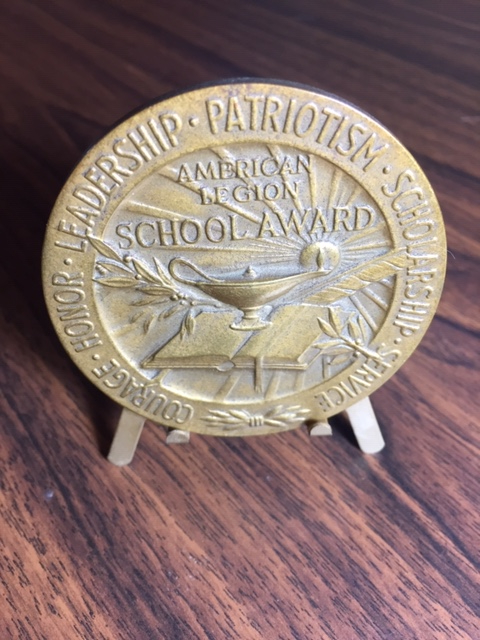 COURAGE · HONOR · LEADERSHIP · PATRIOTISM · SCHOLARSHIP · SERVICE
AMERICAN
LEGION
SCHOOL AWARD